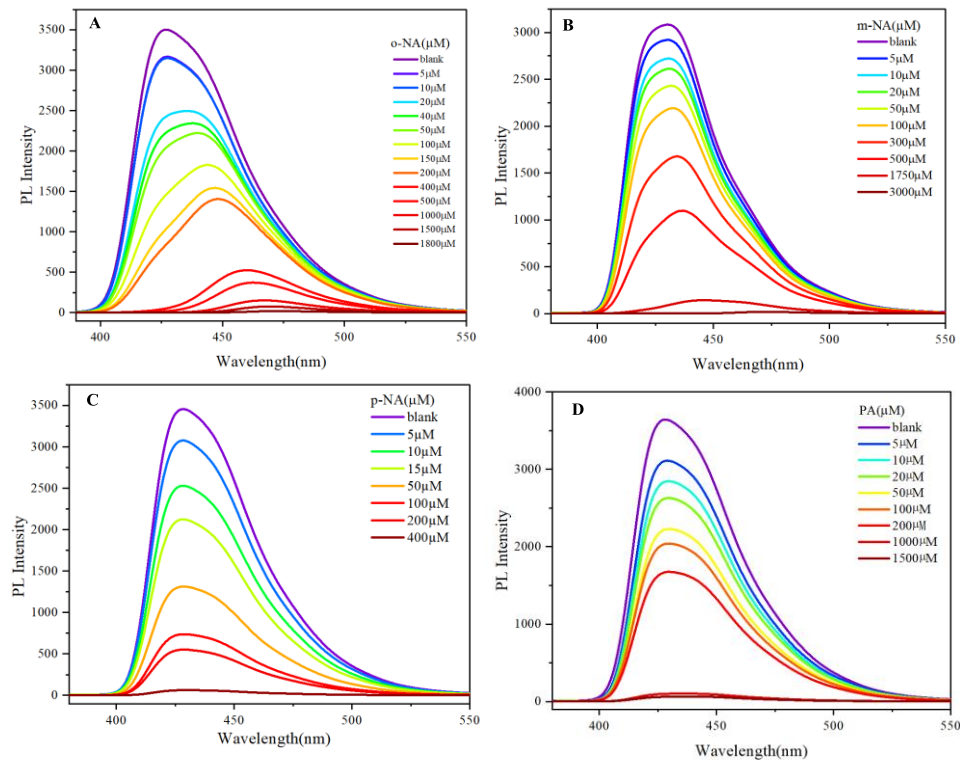 A
o-NA(μM)
blank
5μM
10μM
20μM
40μM
50μM
100μM
150μM
200μM
400μM
500μM
1000μM
1500μM
1800μM
3500
3000
2500
2000
1500
1000
500
0
PL Intensity
400
450
500
550
Wavelength(nm)
B
m-NA(μM)
blank
5μM
10μM
20μM
50μM
100μM
300μM
500μM
1750μM
3000μM
3000
2500
2000
1500
1000
500
0
PL Intensity
400
450
500
550
Wavelength(nm)
C
p-NA(μM)
blank
5μM
10μM
15μM
50μM
100μM
200μM
400μM
3500
3000
2500
2000
1500
1000
500
0
PL Intensity
400
450
500
550
Wavelength(nm)
D
PA(μM)
blank
5μM
10μM
20μM
50μM
100μM
200μM
1000μM
1500μM
4000
3000
2000
1000
0
PL Intensity
400
450
500
550
Wavelength(nm)